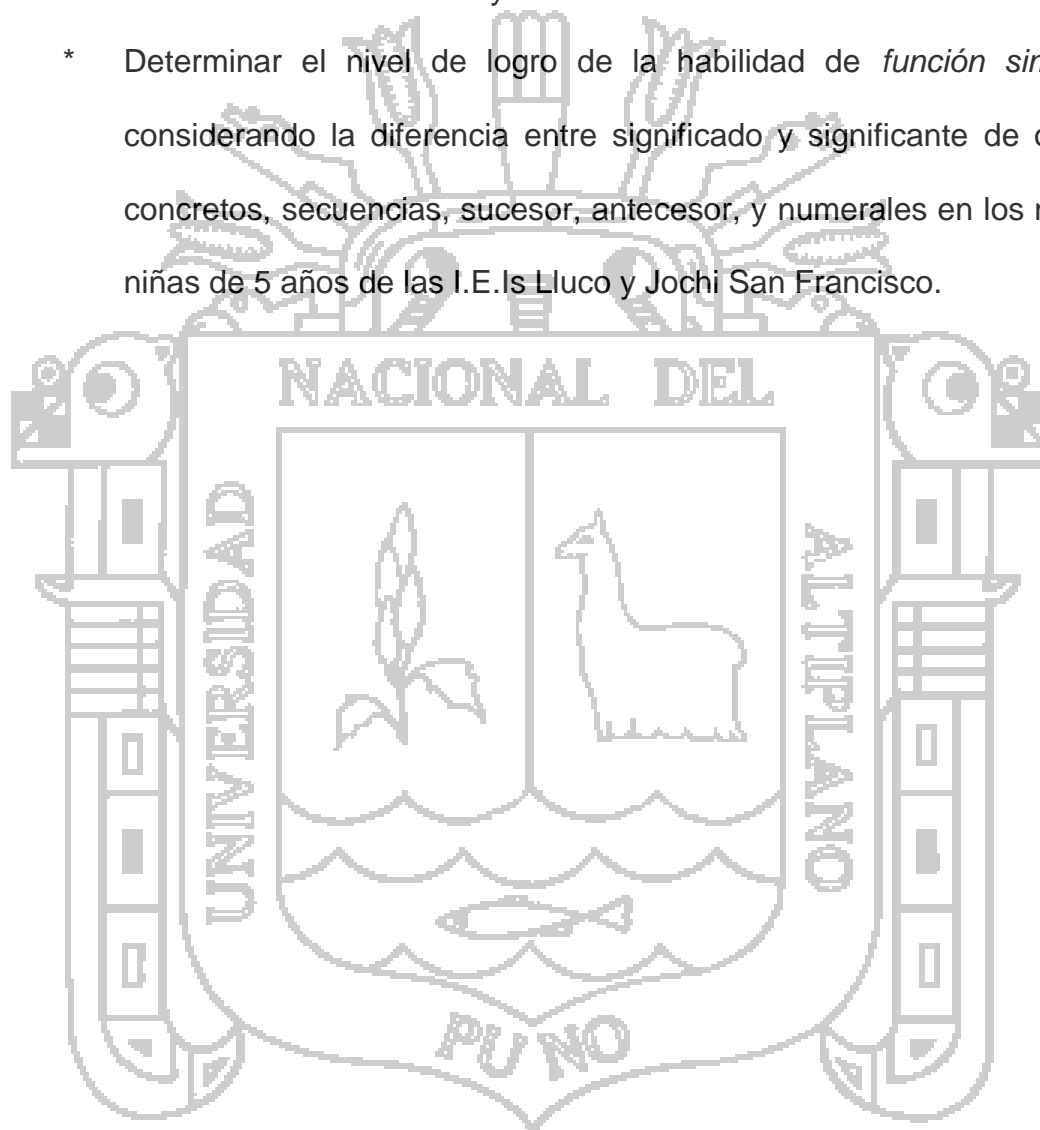 y
* Determinar el nivel de logro de la habilidad de función
considerando la diferencia entre significado y significante de
concretos, secuencias, sucesor, antecesor, y numerales en los
niñas de 5 años de las I.E.Is Lluco y Jochi San Francisco.
NACIONAL DEL
UNIVERSIDAD
ALTIPLANO
PUNO